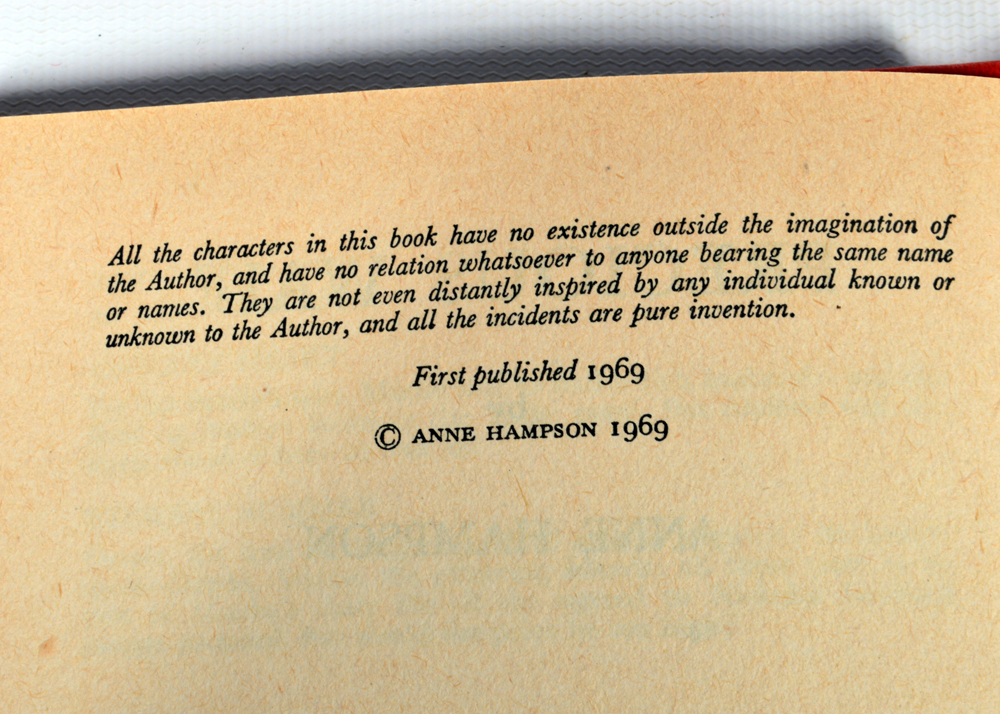 All the characters in this book have no existence outside the imagination of
the Author, and have no relation whatsoever to anyone bearing the same name
or names. They are not even distantly inspired by any individual known or
unknown to the Author, and all the incidents are pure invention.
First published 1969
© ANNE HAMPSON 1969
ANNE HAMPSON